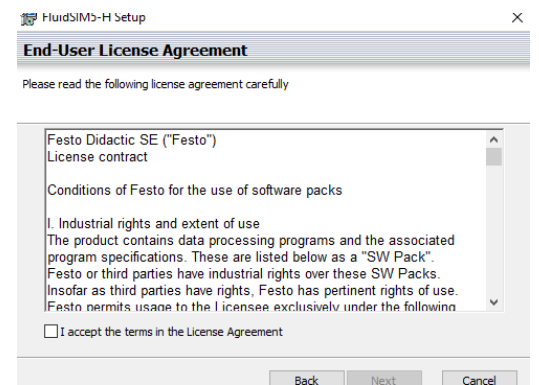 FluidSIM5-H Setup
End-User License Agreement
Please read the following license agreement carefully
Festo Didactic SE ("Festo")
License contract
Conditions of Festo for the use of software packs
I. Industrial rights and extent of use
The product contains data processing programs and the associated
program specifications. These are listed below as a "SW Pack".
Festo or third parties have industrial rights over these SW Packs.
Insofar as third parties have rights, Festo has pertinent rights of use.
Festo permits usage to the Licensee exclusively under the following
I accept the terms in the License Agreement
Back Next Cancel